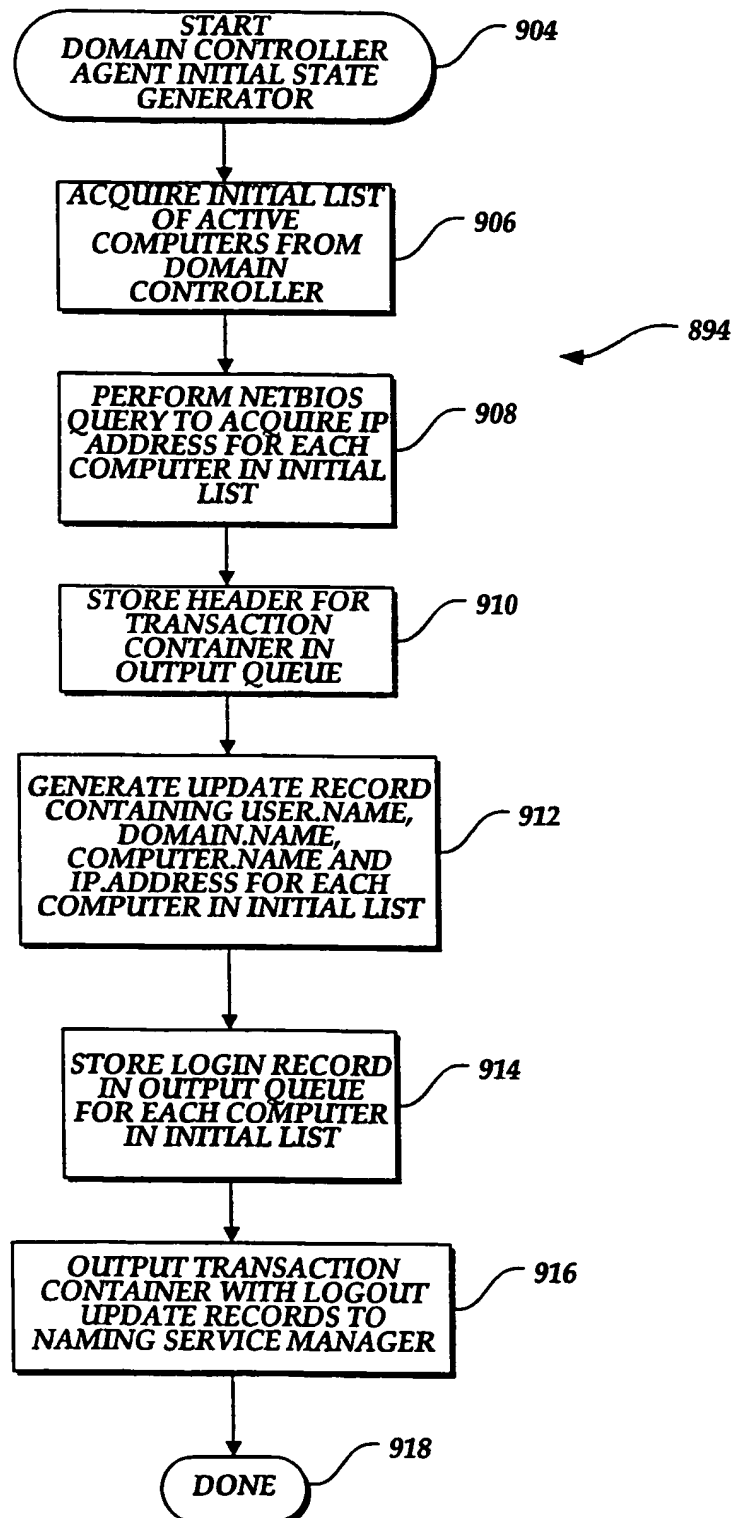 START
DOMAIN CONTROLLER
AGENT INITIAL STATE
GENERATOR
904
ACQUIRE INITIAL LIST
OF ACTIVE
COMPUTERS FROM
DOMAIN
CONTROLLER
906
894
PERFORM NETBIOS
QUERY TO ACQUIRE IP
ADDRESS FOR EACH
COMPUTER IN INITIAL
LIST
908
STORE HEADER FOR
TRANSACTION
CONTAINER IN
OUTPUT QUEUE
910
GENERATE UPDATE RECORD
CONTAINING USER.NAME,
DOMAIN.NAME,
COMPUTER.NAME AND
IP.ADDRESS FOR EACH
COMPUTER IN INITIAL LIST
912
STORE LOGIN RECORD
IN OUTPUT QUEUE
FOR EACH COMPUTER
IN INITIAL LIST
914
OUTPUT TRANSACTION
CONTAINER WITH LOGOUT
UPDATE RECORDS TO
NAMING SERVICE MANAGER
916
DONE
918